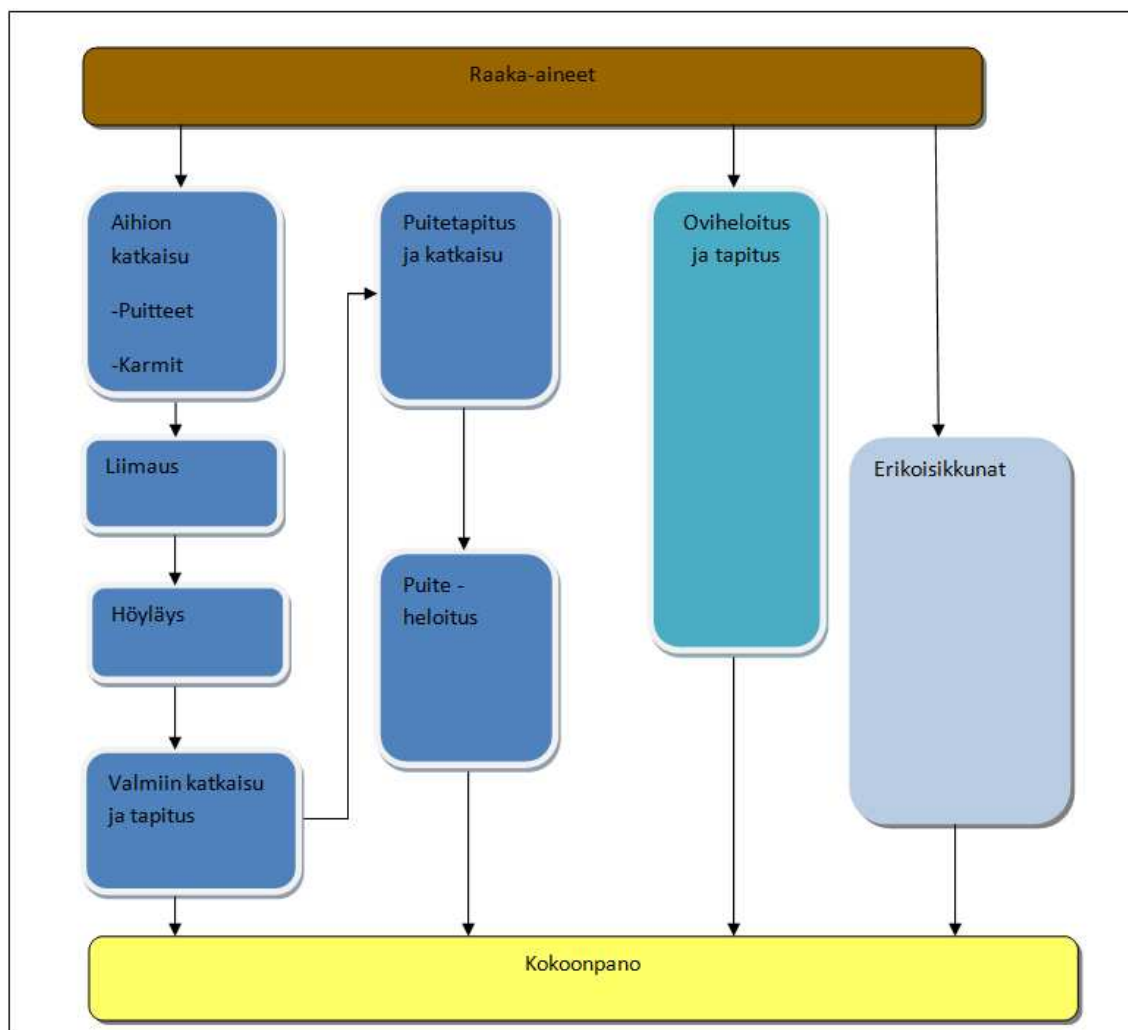 Raaka-aineet
Aihion
katkaisu
-Puitteet
-Karmit
Liimaus
Höyläys
Valmiin katkaisu
ja tapitus
Puitetapitus
ja katkaisu
Puite -
heloitus
Oviheloitus
ja tapitus
Erikoisikkunat
Kokoonpano